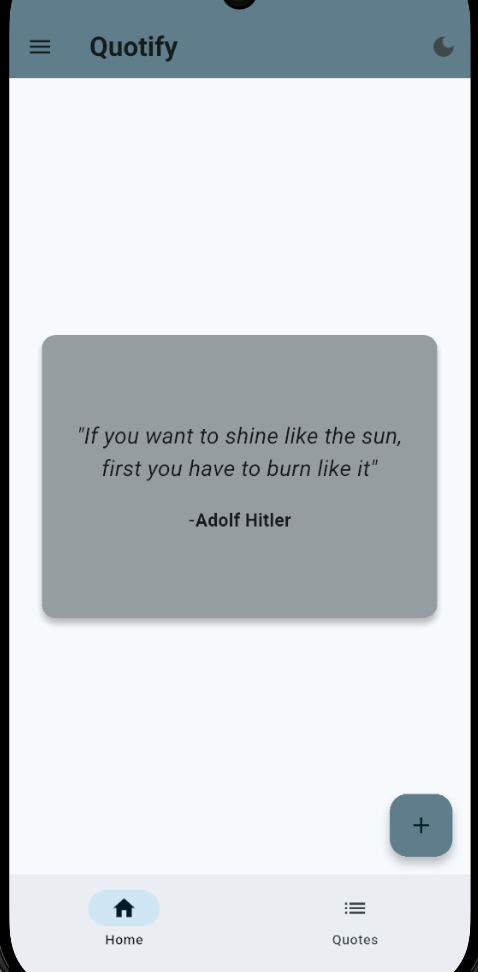 Quotify
"If you want to shine like the sun,
first you have to burn like it"
-Adolf Hitler
+
Home
Quotes